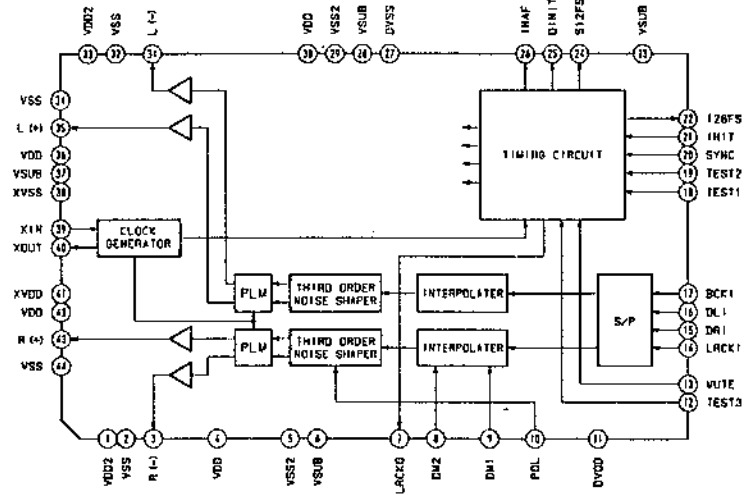 VDD2
VSS
L (-)
VDD
VSS2
VSUB
DVSS
INAF
DINIT
512FS
VSUB
33
32
31
30
29
28
27
26
25
24
23
VSS
34
L (+)
35
VDD
36
VSUB
37
XVSS
38
XIN
39
XOUT
40
XVDD
41
VDD
42
R (+)
43
VSS
44
CLOCK
GENERATOR
TIMING CIRCUIT
22
128FS
21
INIT
20
SYNC
19
TEST2
18
TEST1
PLM
THIRD ORDER
NOISE SHAPER
INTERPOLATER
S/P
PLM
THIRD ORDER
NOISE SHAPER
INTERPOLATER
17
BCKI
16
DLI
15
DRI
14
LRCKI
13
MUTE
12
TEST3
1
2
3
4
5
6
7
8
9
10
11
VDD2
VSS
R (-)
VDD
VSS2
VSUB
LRCKO
DM2
DM1
POL
DVDD